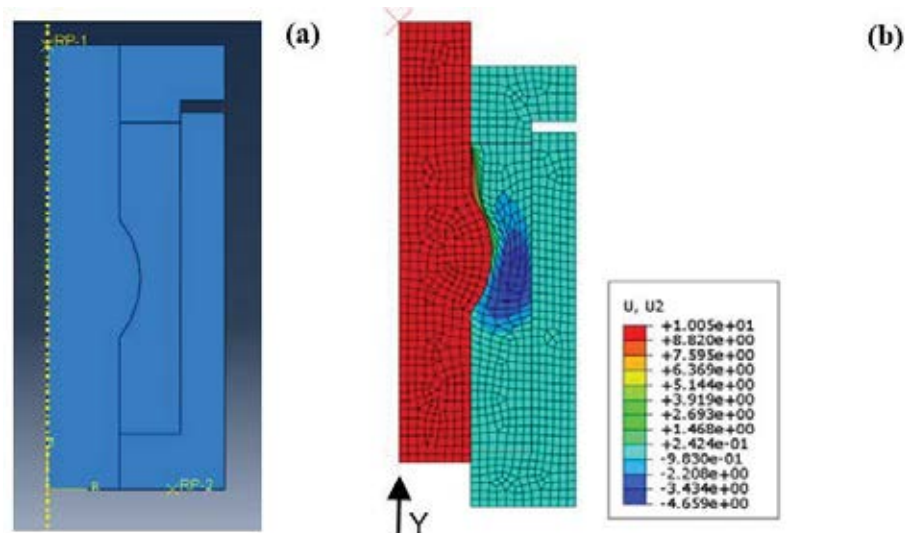 (a)
RP-1
R
RP-2
(b)
Y
U, U2
+1.005e+01
+8.820e+00
+7.595e+00
+6.369e+00
+5.144e+00
+3.919e+00
+2.693e+00
+1.468e+00
+2.424e-01
-9.830e-01
-2.208e+00
-3.434e+00
-4.659e+00